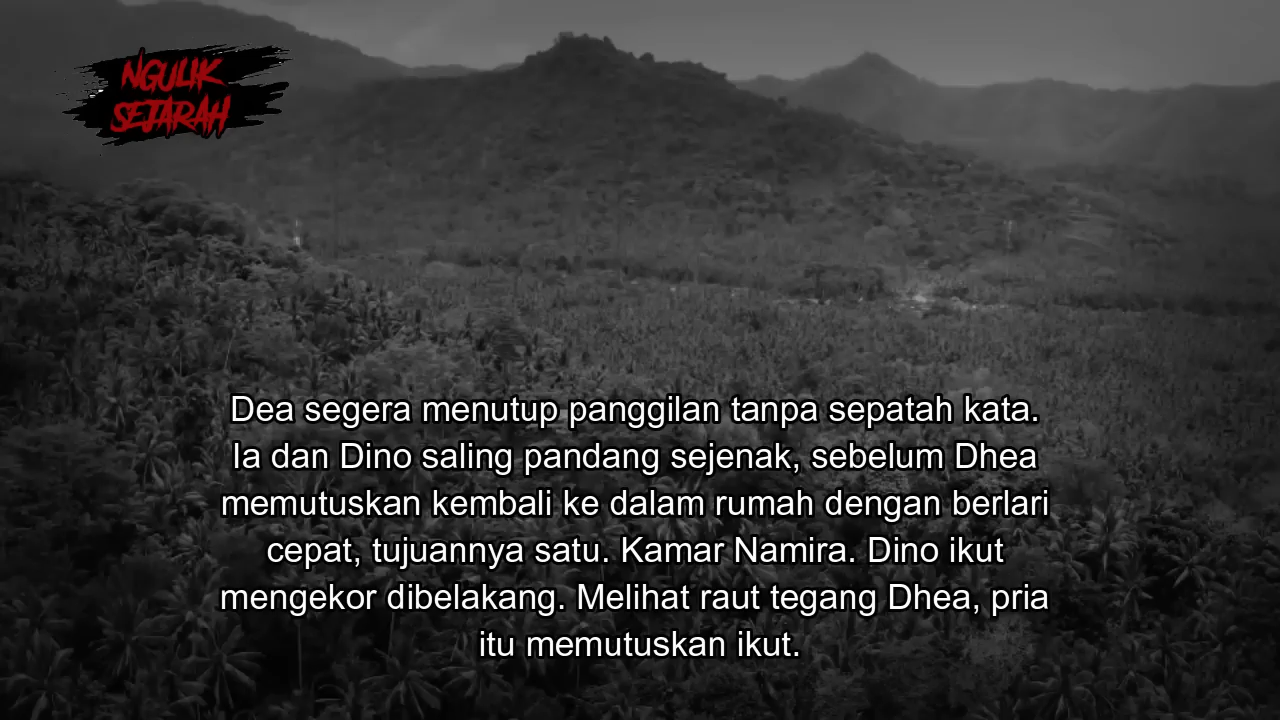 NGULIK
SEJARAH
Dea segera menutup panggilan tanpa sepatah kata.
Ia dan Dino saling pandang sejenak, sebelum Dhea
memutuskan kembali ke dalam rumah dengan berlari
cepat, tujuannya satu. Kamar Namira. Dino ikut
mengekor dibelakang. Melihat raut tegang Dhea, pria
itu memutuskan ikut.